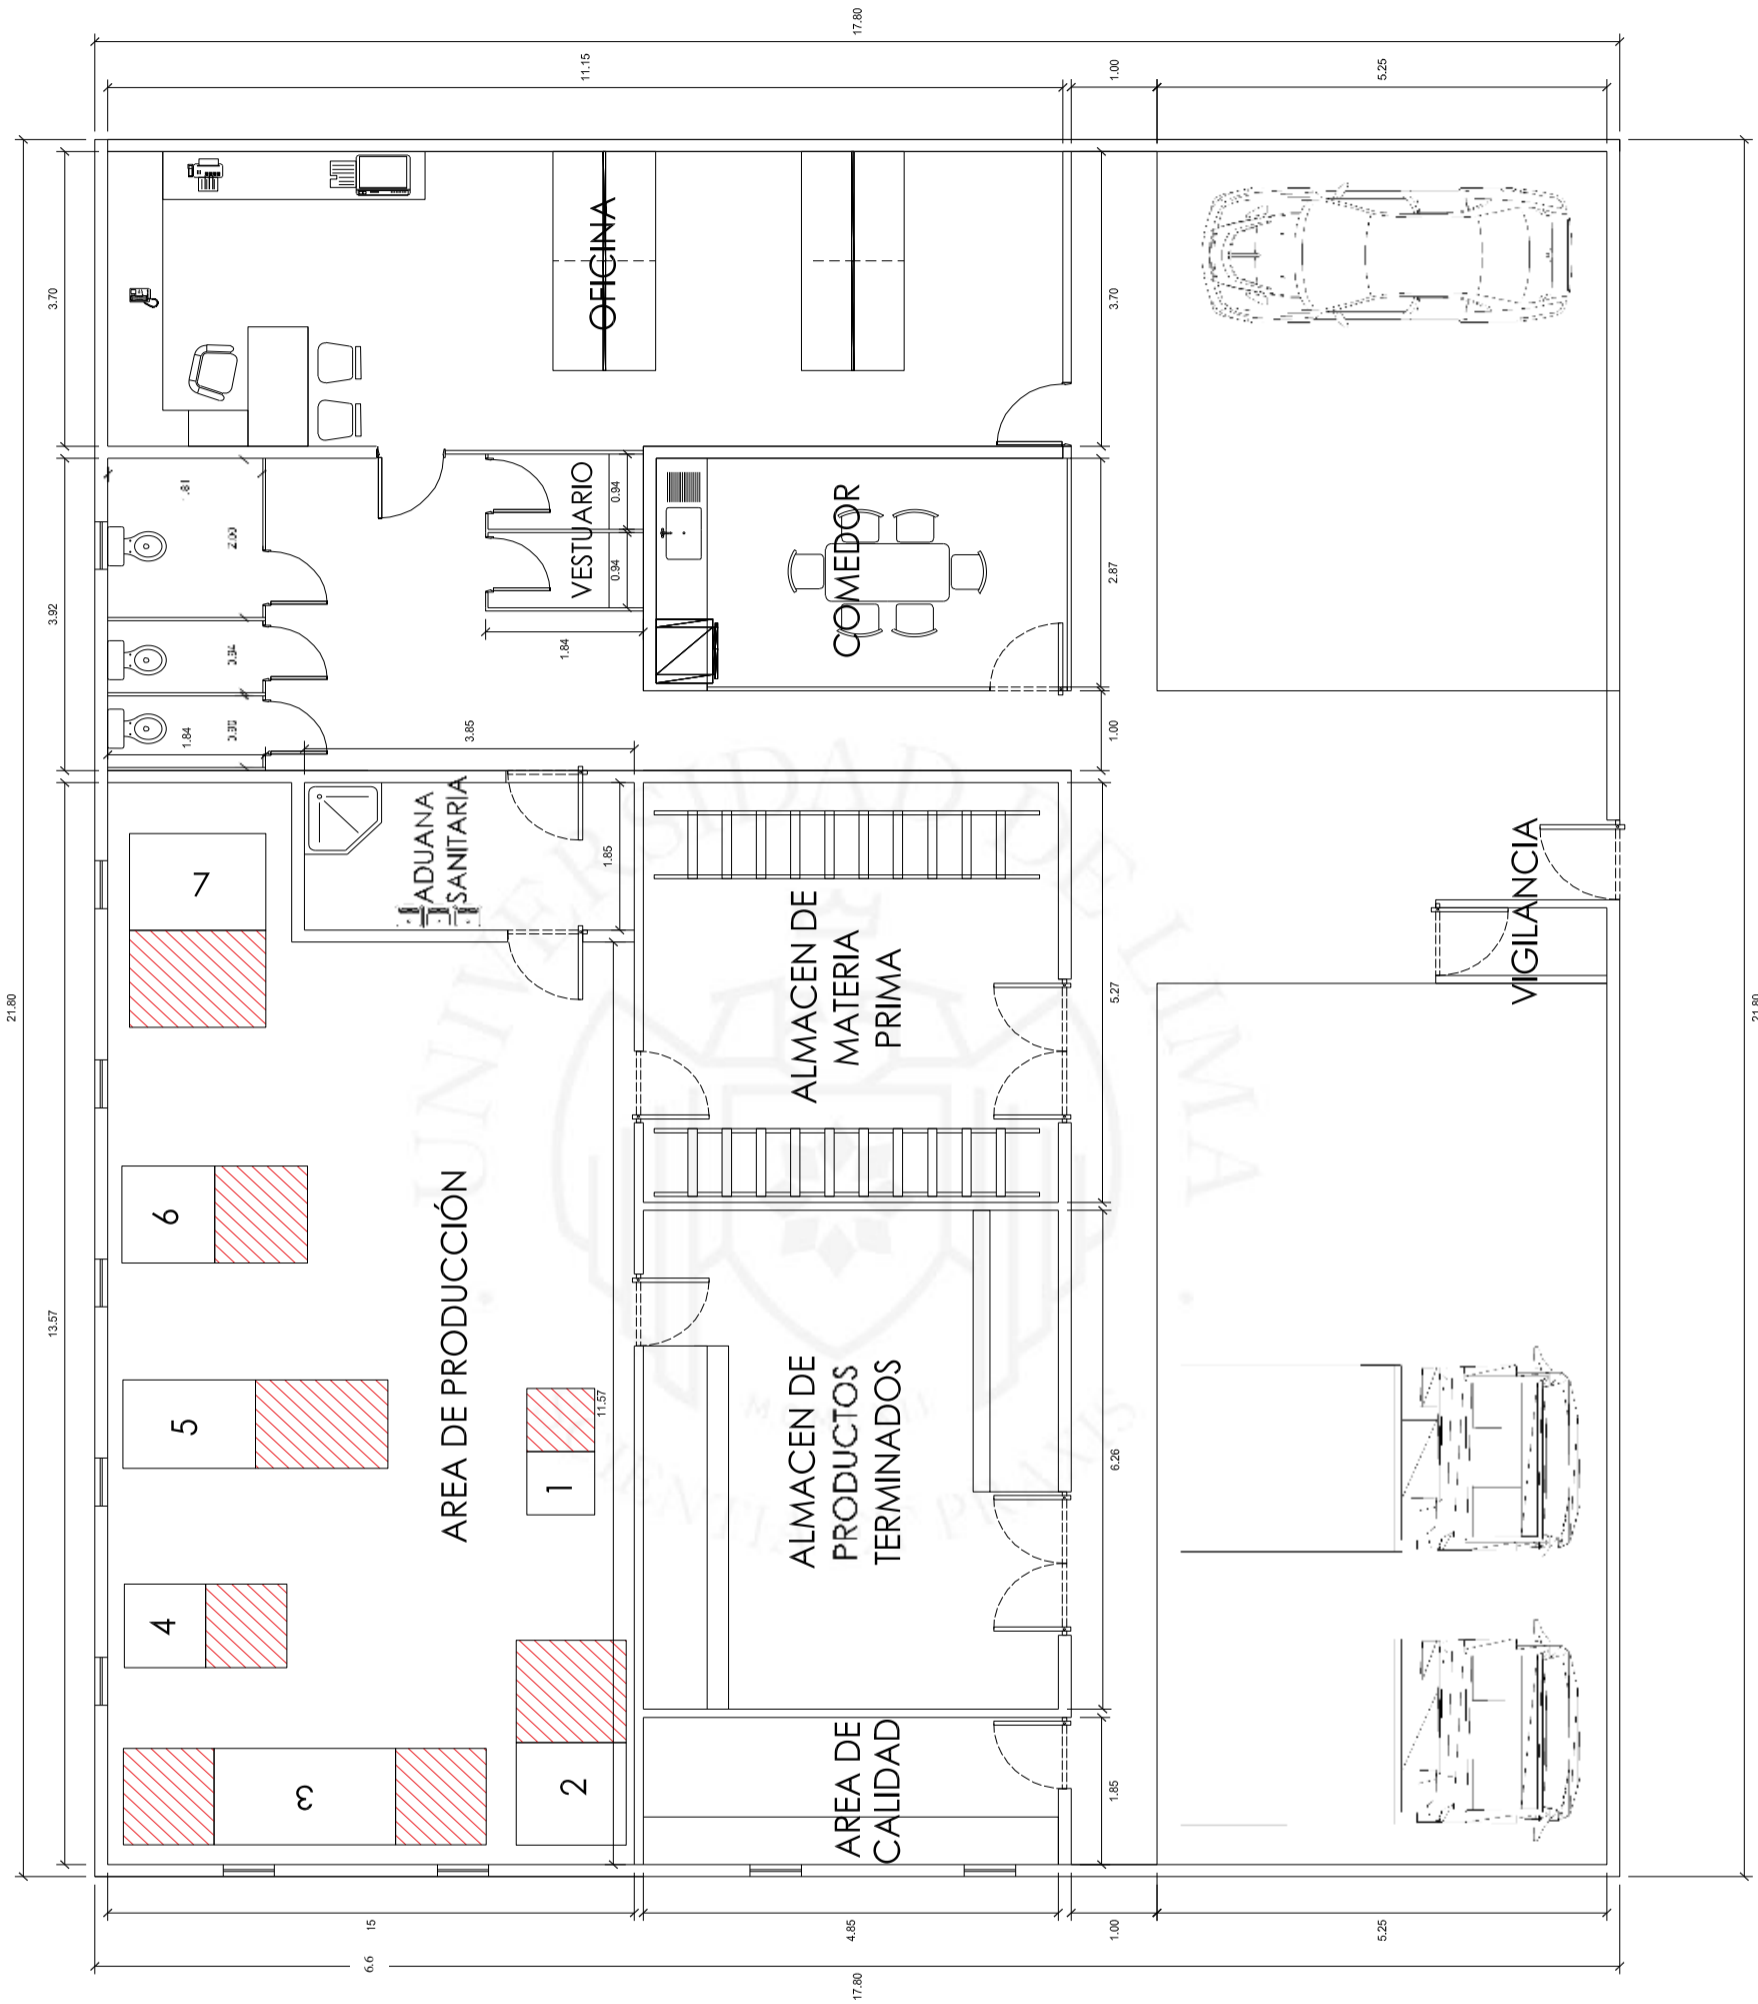 17.80
11.15
1.00
5.25
21.80
3.70
OFICINA
3.70
3.92
.81
2.00
0.94
0.94
VESTUARIO
1.84
COMEDOR
2.87
1.84
3.85
1.00
ADUANA
SANITARIA
1.85
7
ALMACEN DE
MATERIA
PRIMA
5.27
VIGILANCIA
21.80
13.57
6
5
4
3
2
1
AREA DE PRODUCCIÓN
11.57
ALMACEN DE
PRODUCTOS
TERMINADOS
6.26
AREA DE
CALIDAD
1.85
15
6.6
4.85
1.00
5.25
17.80
UNIVERSIDAD DE LIMA